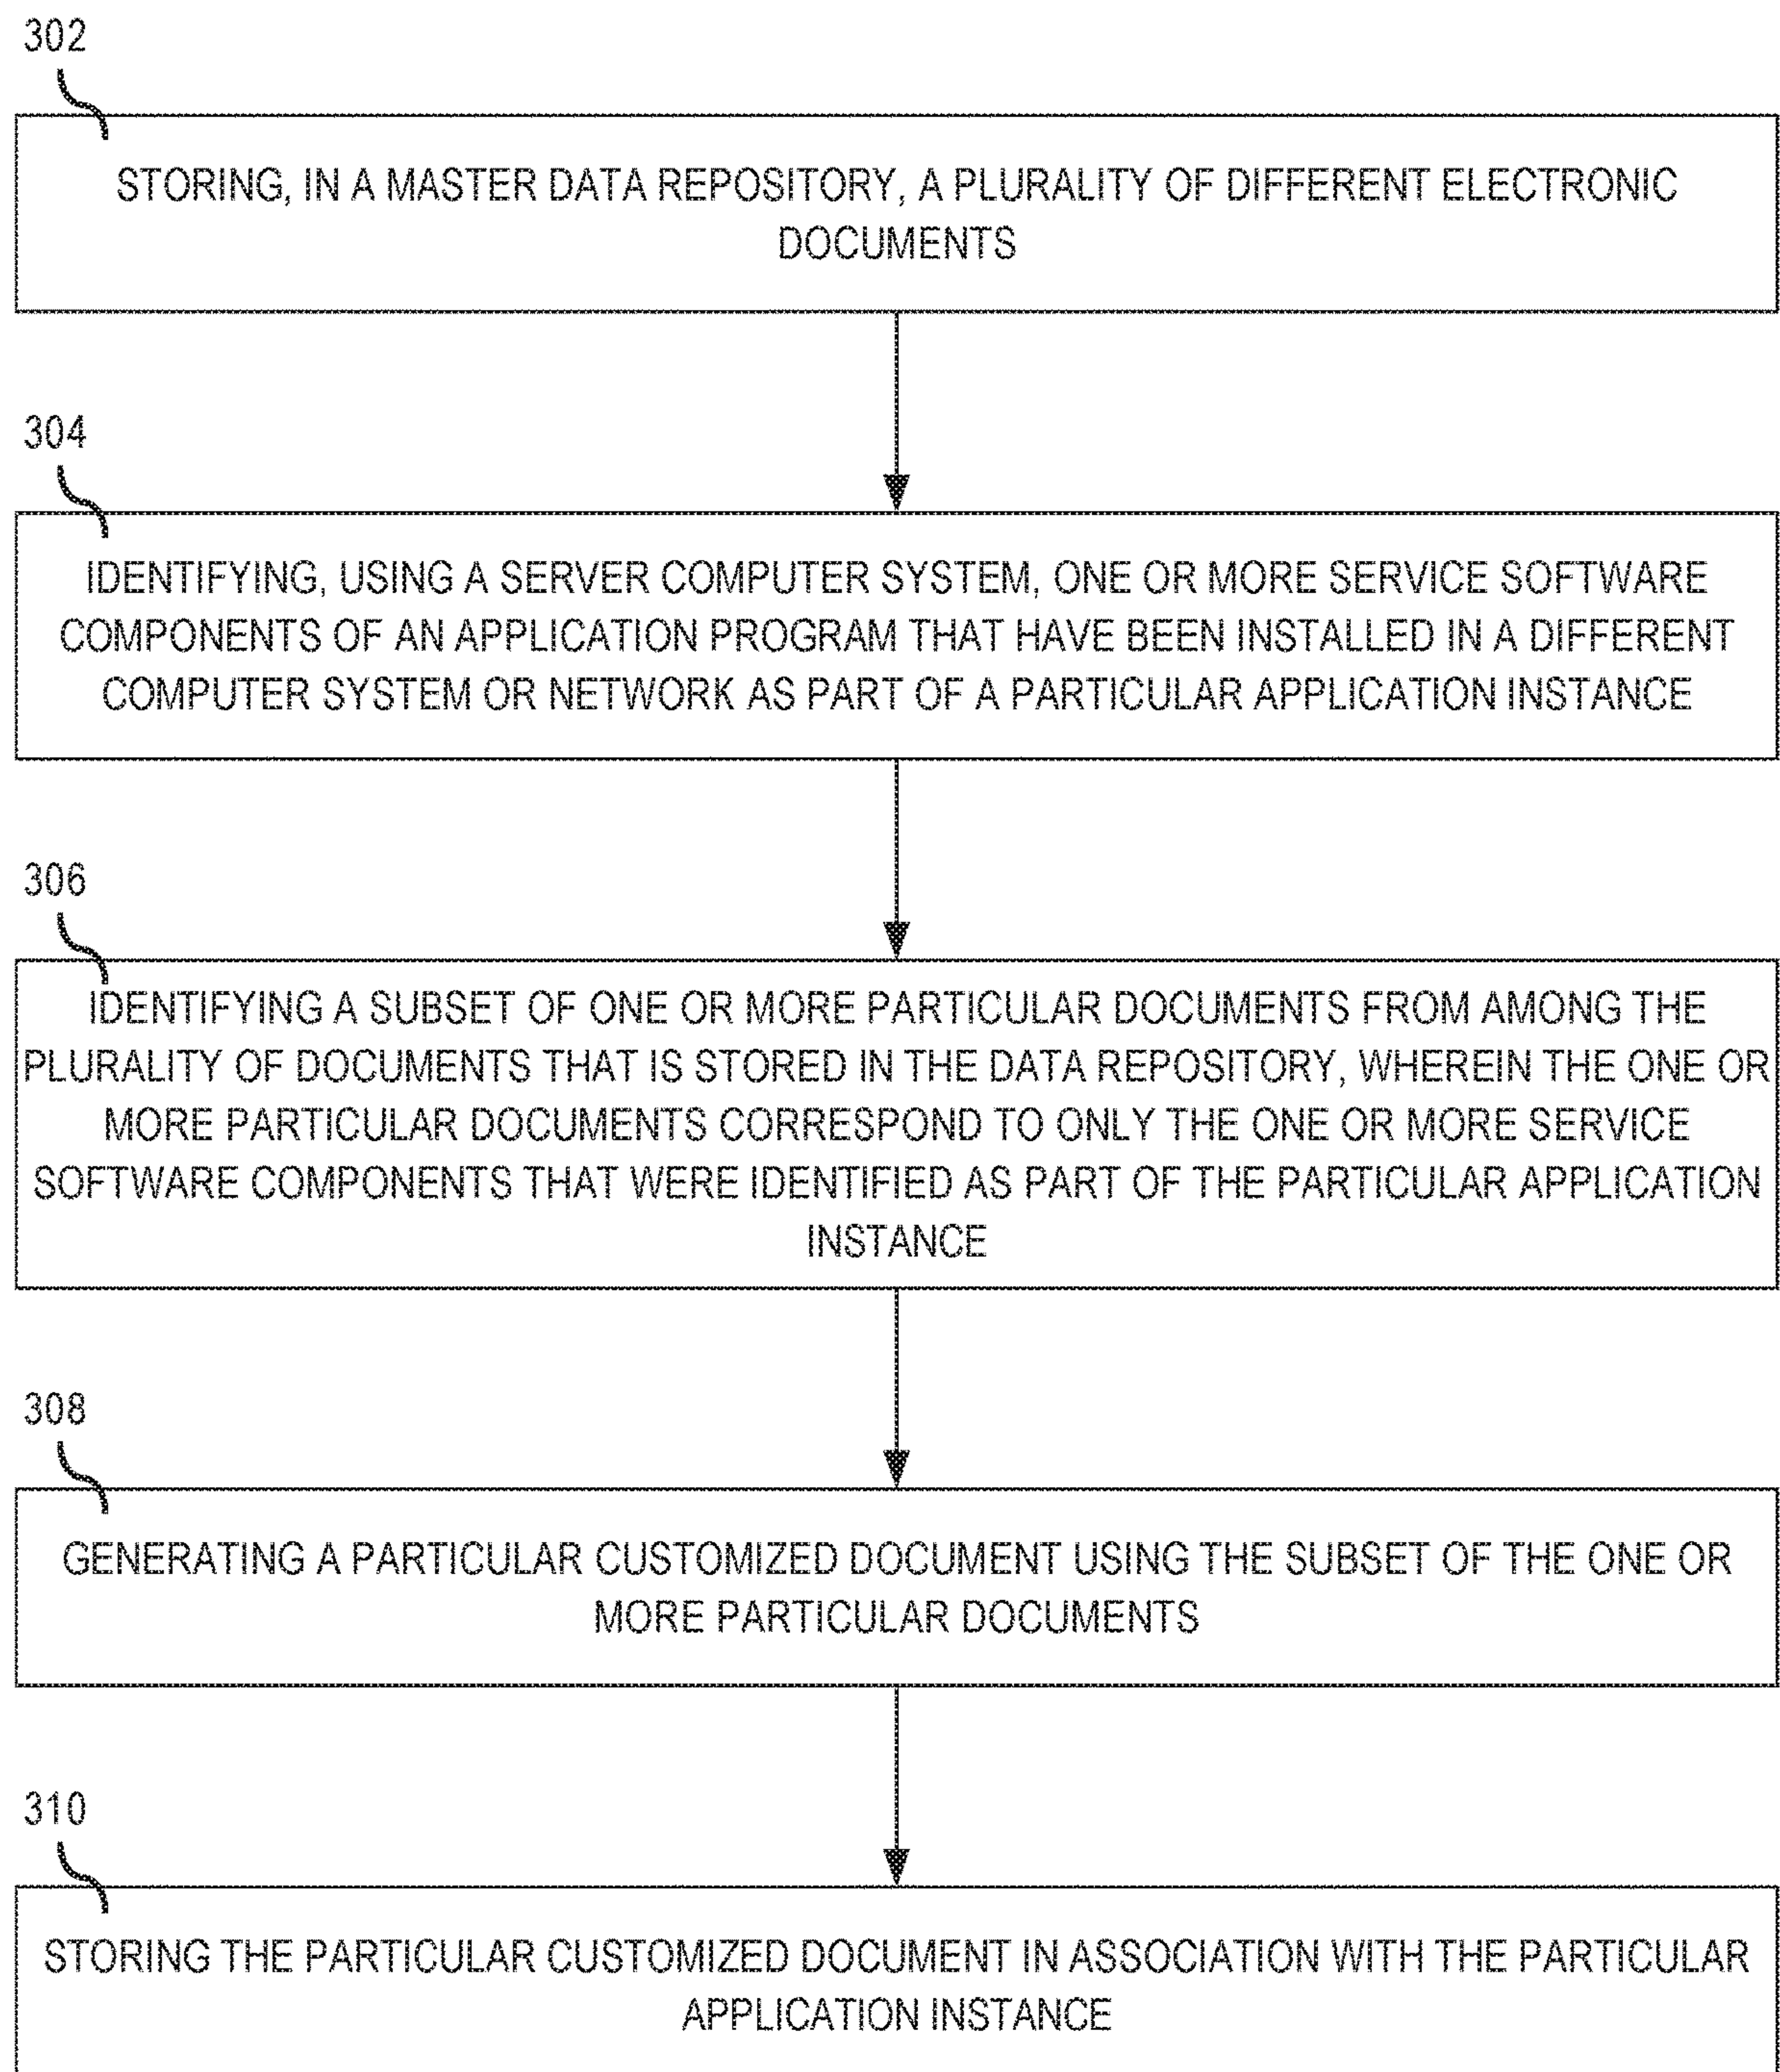 302
STORING, IN A MASTER DATA REPOSITORY, A PLURALITY OF DIFFERENT ELECTRONIC
DOCUMENTS
304
IDENTIFYING, USING A SERVER COMPUTER SYSTEM, ONE OR MORE SERVICE SOFTWARE
COMPONENTS OF AN APPLICATION PROGRAM THAT HAVE BEEN INSTALLED IN A DIFFERENT
COMPUTER SYSTEM OR NETWORK AS PART OF A PARTICULAR APPLICATION INSTANCE
306
IDENTIFYING A SUBSET OF ONE OR MORE PARTICULAR DOCUMENTS FROM AMONG THE
PLURALITY OF DOCUMENTS THAT IS STORED IN THE DATA REPOSITORY, WHEREIN THE ONE OR
MORE PARTICULAR DOCUMENTS CORRESPOND TO ONLY THE ONE OR MORE SERVICE
SOFTWARE COMPONENTS THAT WERE IDENTIFIED AS PART OF THE PARTICULAR APPLICATION
INSTANCE
308
GENERATING A PARTICULAR CUSTOMIZED DOCUMENT USING THE SUBSET OF THE ONE OR
MORE PARTICULAR DOCUMENTS
310
STORING THE PARTICULAR CUSTOMIZED DOCUMENT IN ASSOCIATION WITH THE PARTICULAR
APPLICATION INSTANCE